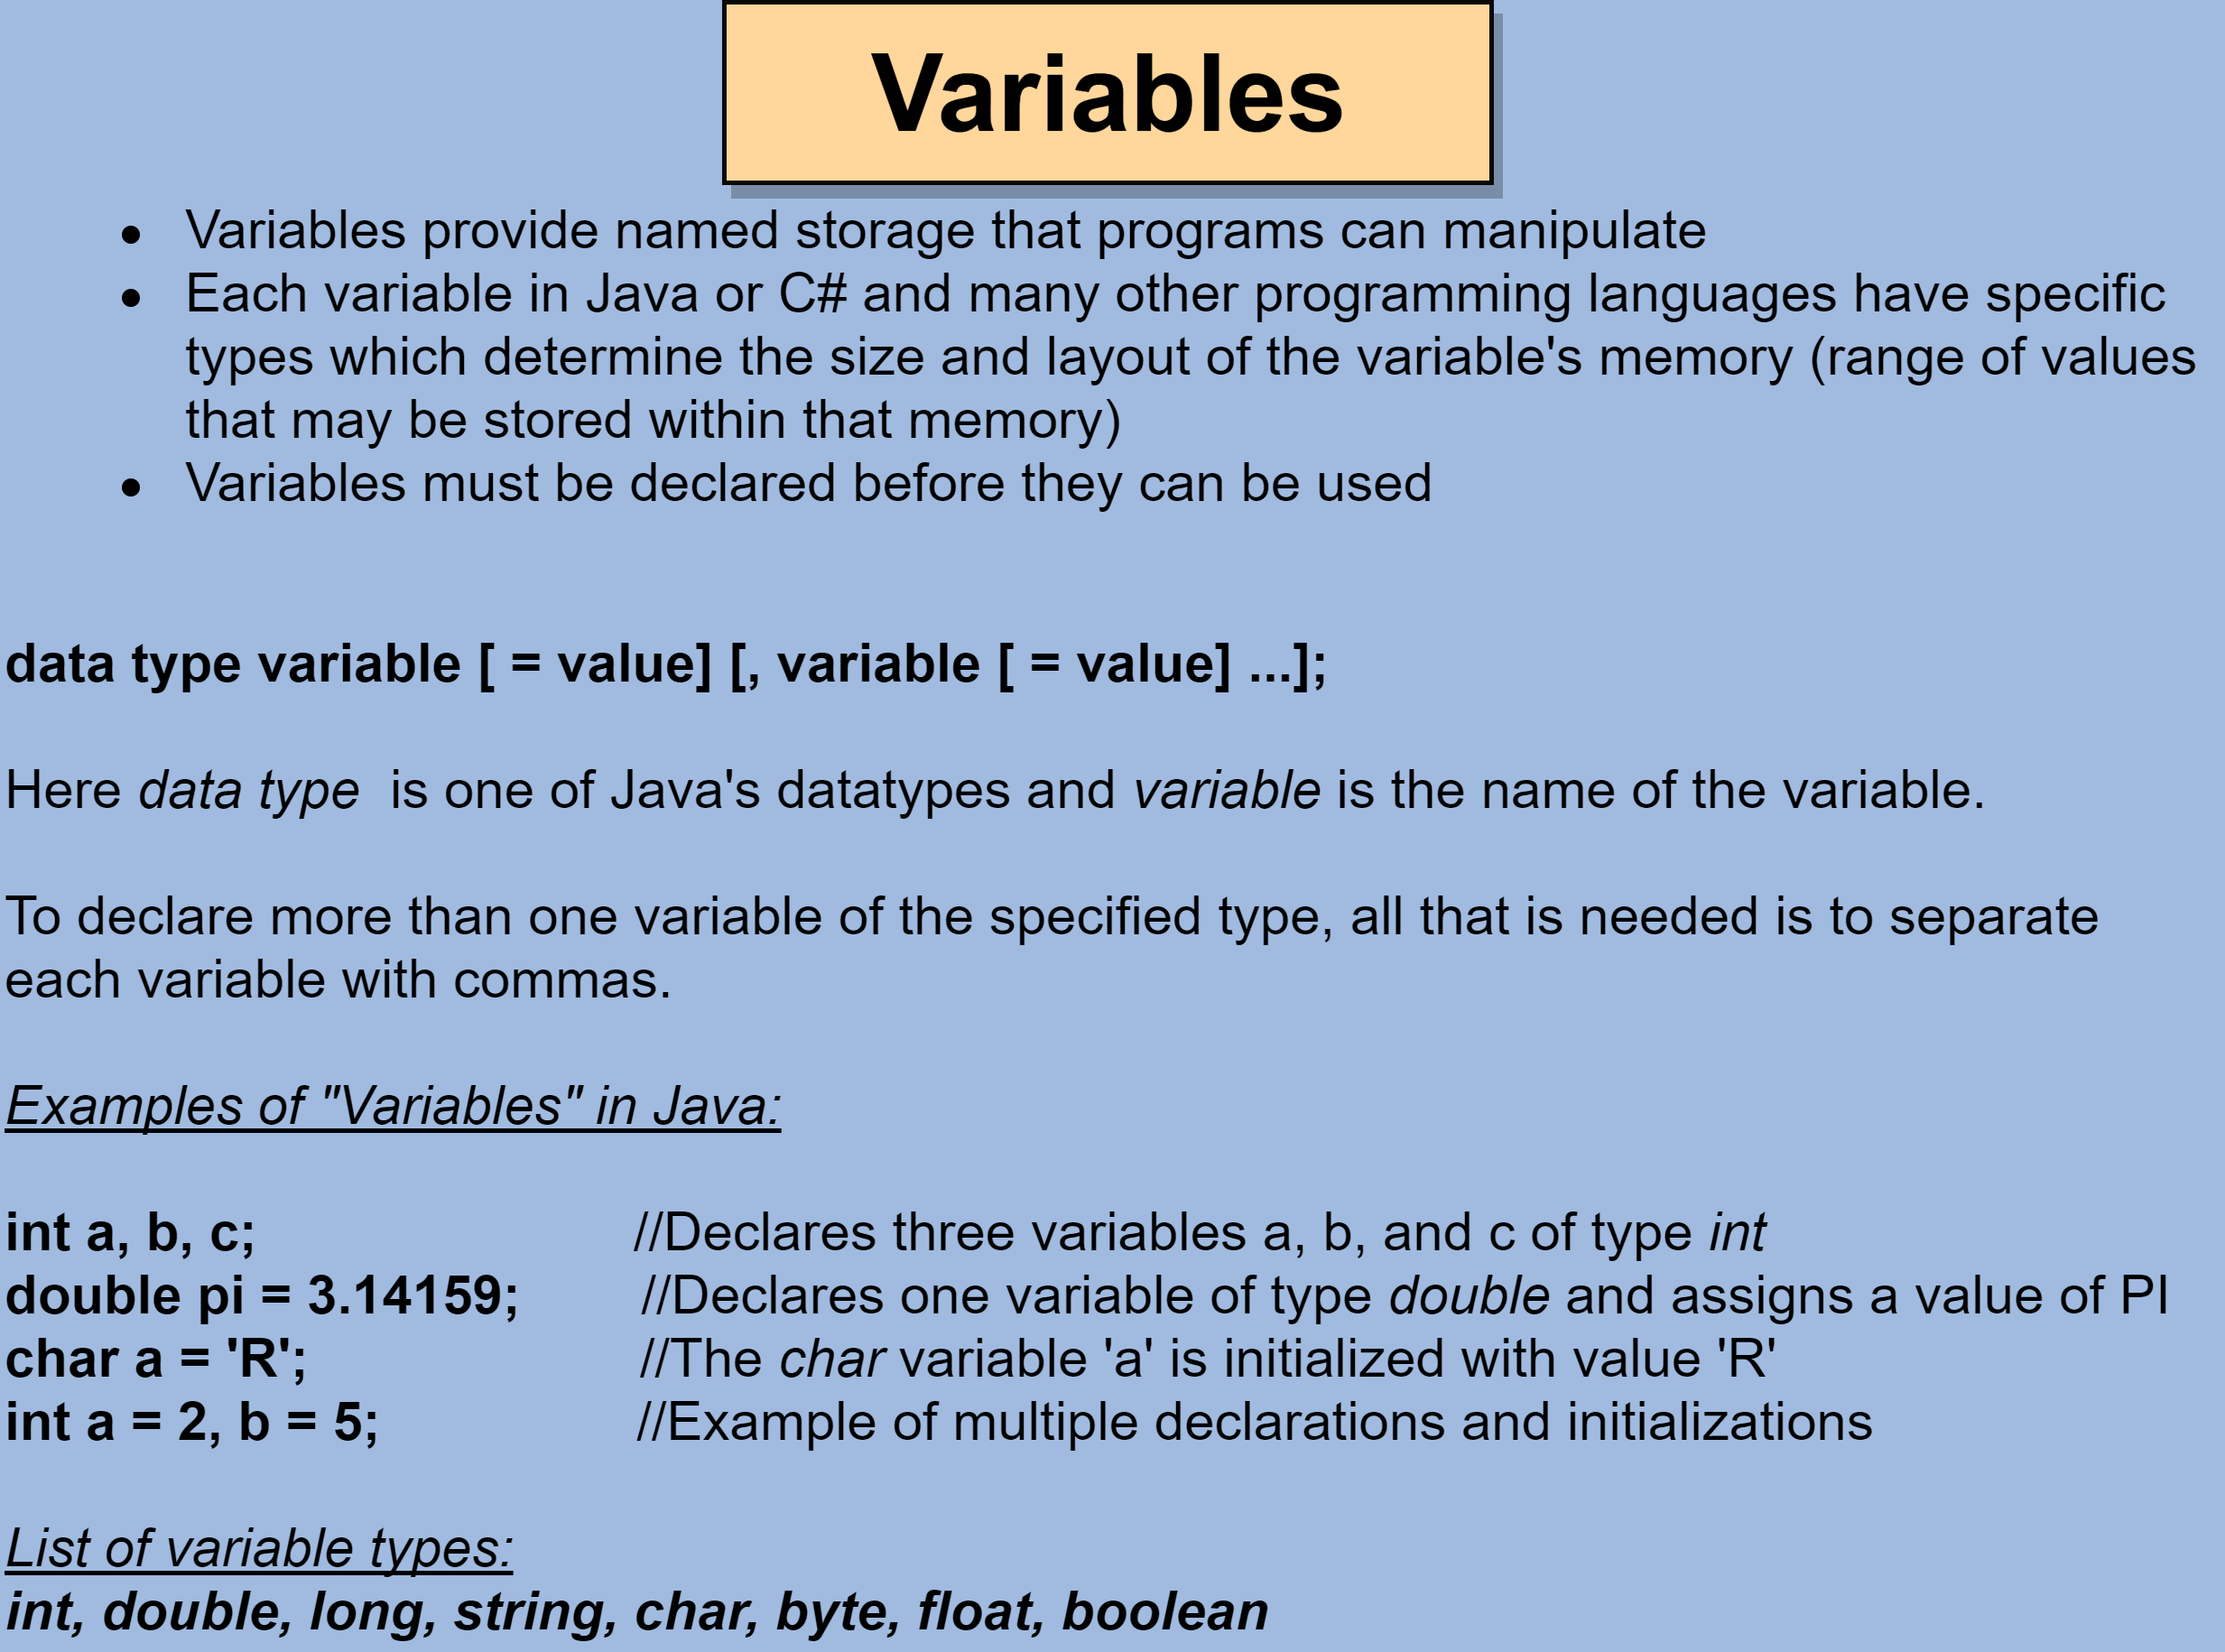 Variables
• Variables provide named storage that programs can manipulate
• Each variable in Java or C# and many other programming languages have specific
types which determine the size and layout of the variable's memory (range of values
that may be stored within that memory)
• Variables must be declared before they can be used
data type variable [ = value] [, variable [ = value] ...];
Here data type  is one of Java's datatypes and variable is the name of the variable.
To declare more than one variable of the specified type, all that is needed is to separate
each variable with commas.
Examples of "Variables" in Java:
int a, b, c; //Declares three variables a, b, and c of type int
double pi = 3.14159; //Declares one variable of type double and assigns a value of PI
char a = 'R'; //The char variable 'a' is initialized with value 'R'
int a = 2, b = 5; //Example of multiple declarations and initializations
List of variable types:
int, double, long, string, char, byte, float, boolean